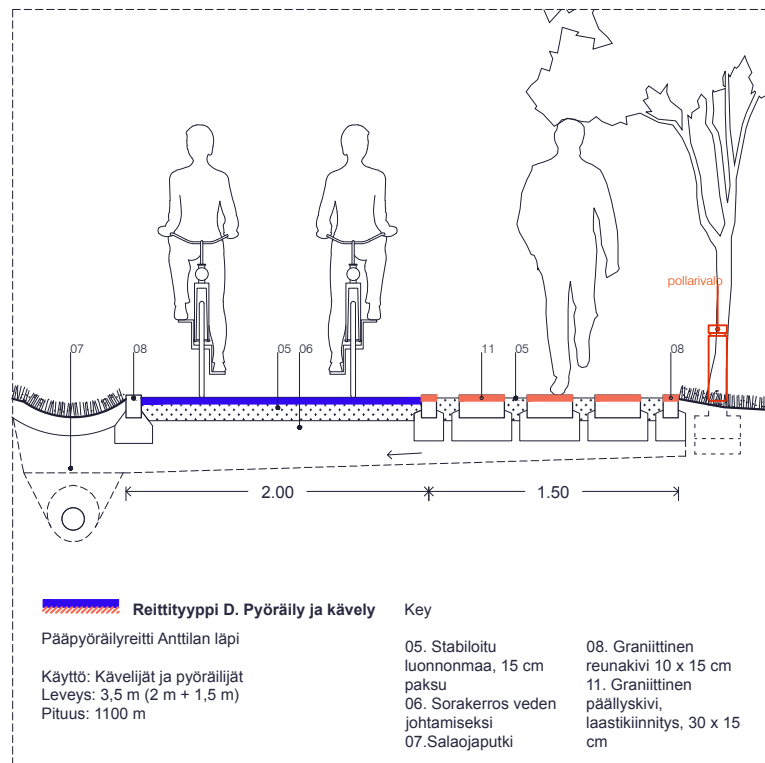 pollarivalo
07
08
05
06
11
05
08
2.00
1.50
Reittityyppi D. Pyöräily ja kävely
Pääpyöräilyreitti Anttilan läpi
Käyttö: Kävelijät ja pyöräilijät
Leveys: 3,5 m (2 m + 1,5 m)
Pituus: 1100 m
Key
05. Stabiloitu
luonnonmaa, 15 cm
paksu
06. Sorakerros veden
johtamiseksi
07.Salaojaputki
08. Graniittinen
reunakivi 10 x 15 cm
11. Graniittinen
päällyskivi,
laastikiinnitys, 30 x 15
cm